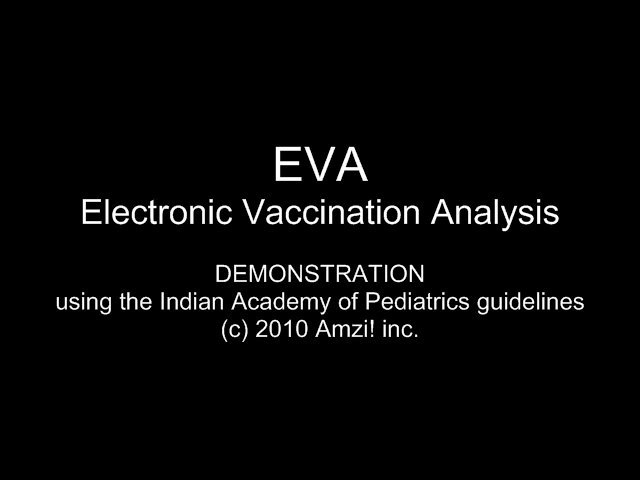 EVA
Electronic Vaccination Analysis
DEMONSTRATION
using the Indian Academy of Pediatrics guidelines
(c) 2010 Amzi! inc.